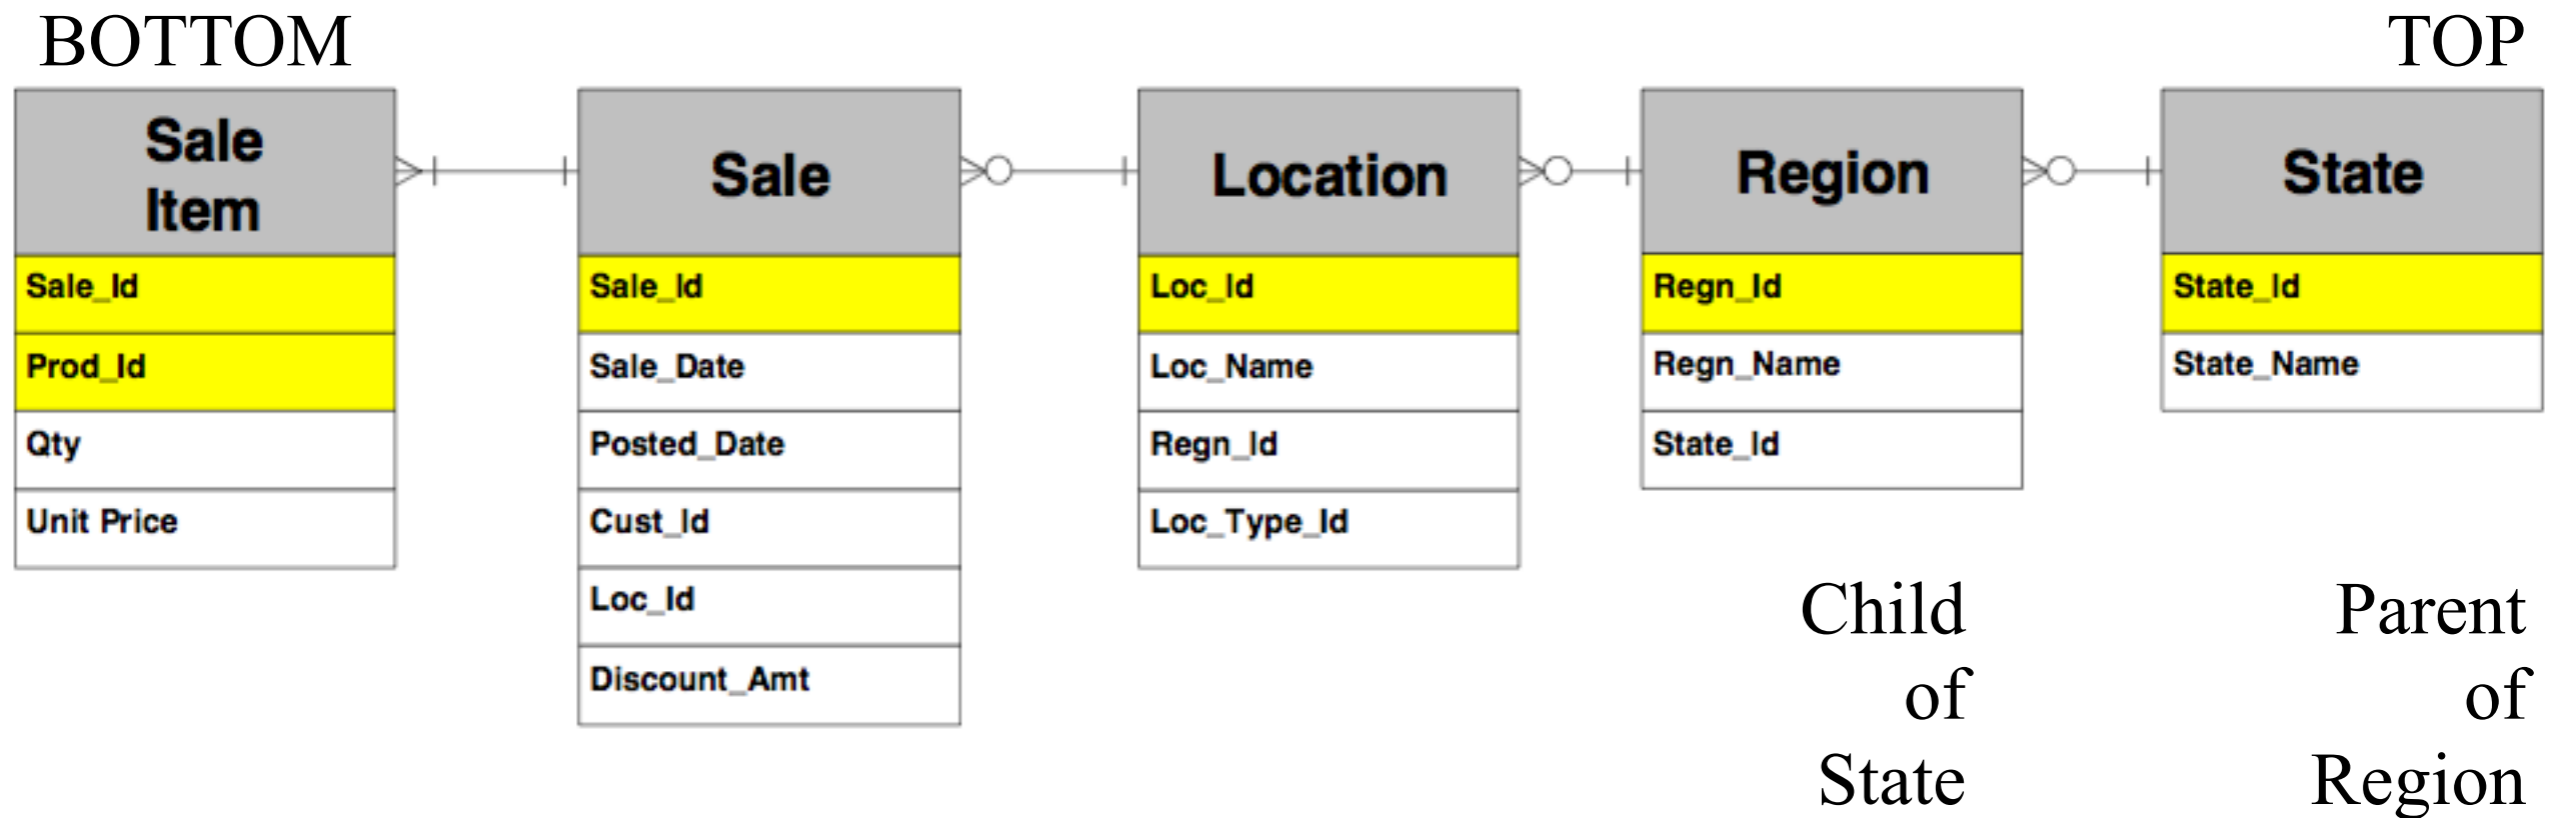 BOTTOM
TOP
Sale
Item
Sale_Id
Prod_Id
Qty
Unit Price
Sale
Sale_Id
Sale_Date
Posted_Date
Cust_Id
Loc_Id
Discount_Amt
Location
Loc_Id
Loc_Name
Regn_Id
Loc_Type_Id
Region
Regn_Id
Regn_Name
State_Id
State
State_Id
State_Name
Child
of
State
Parent
of
Region